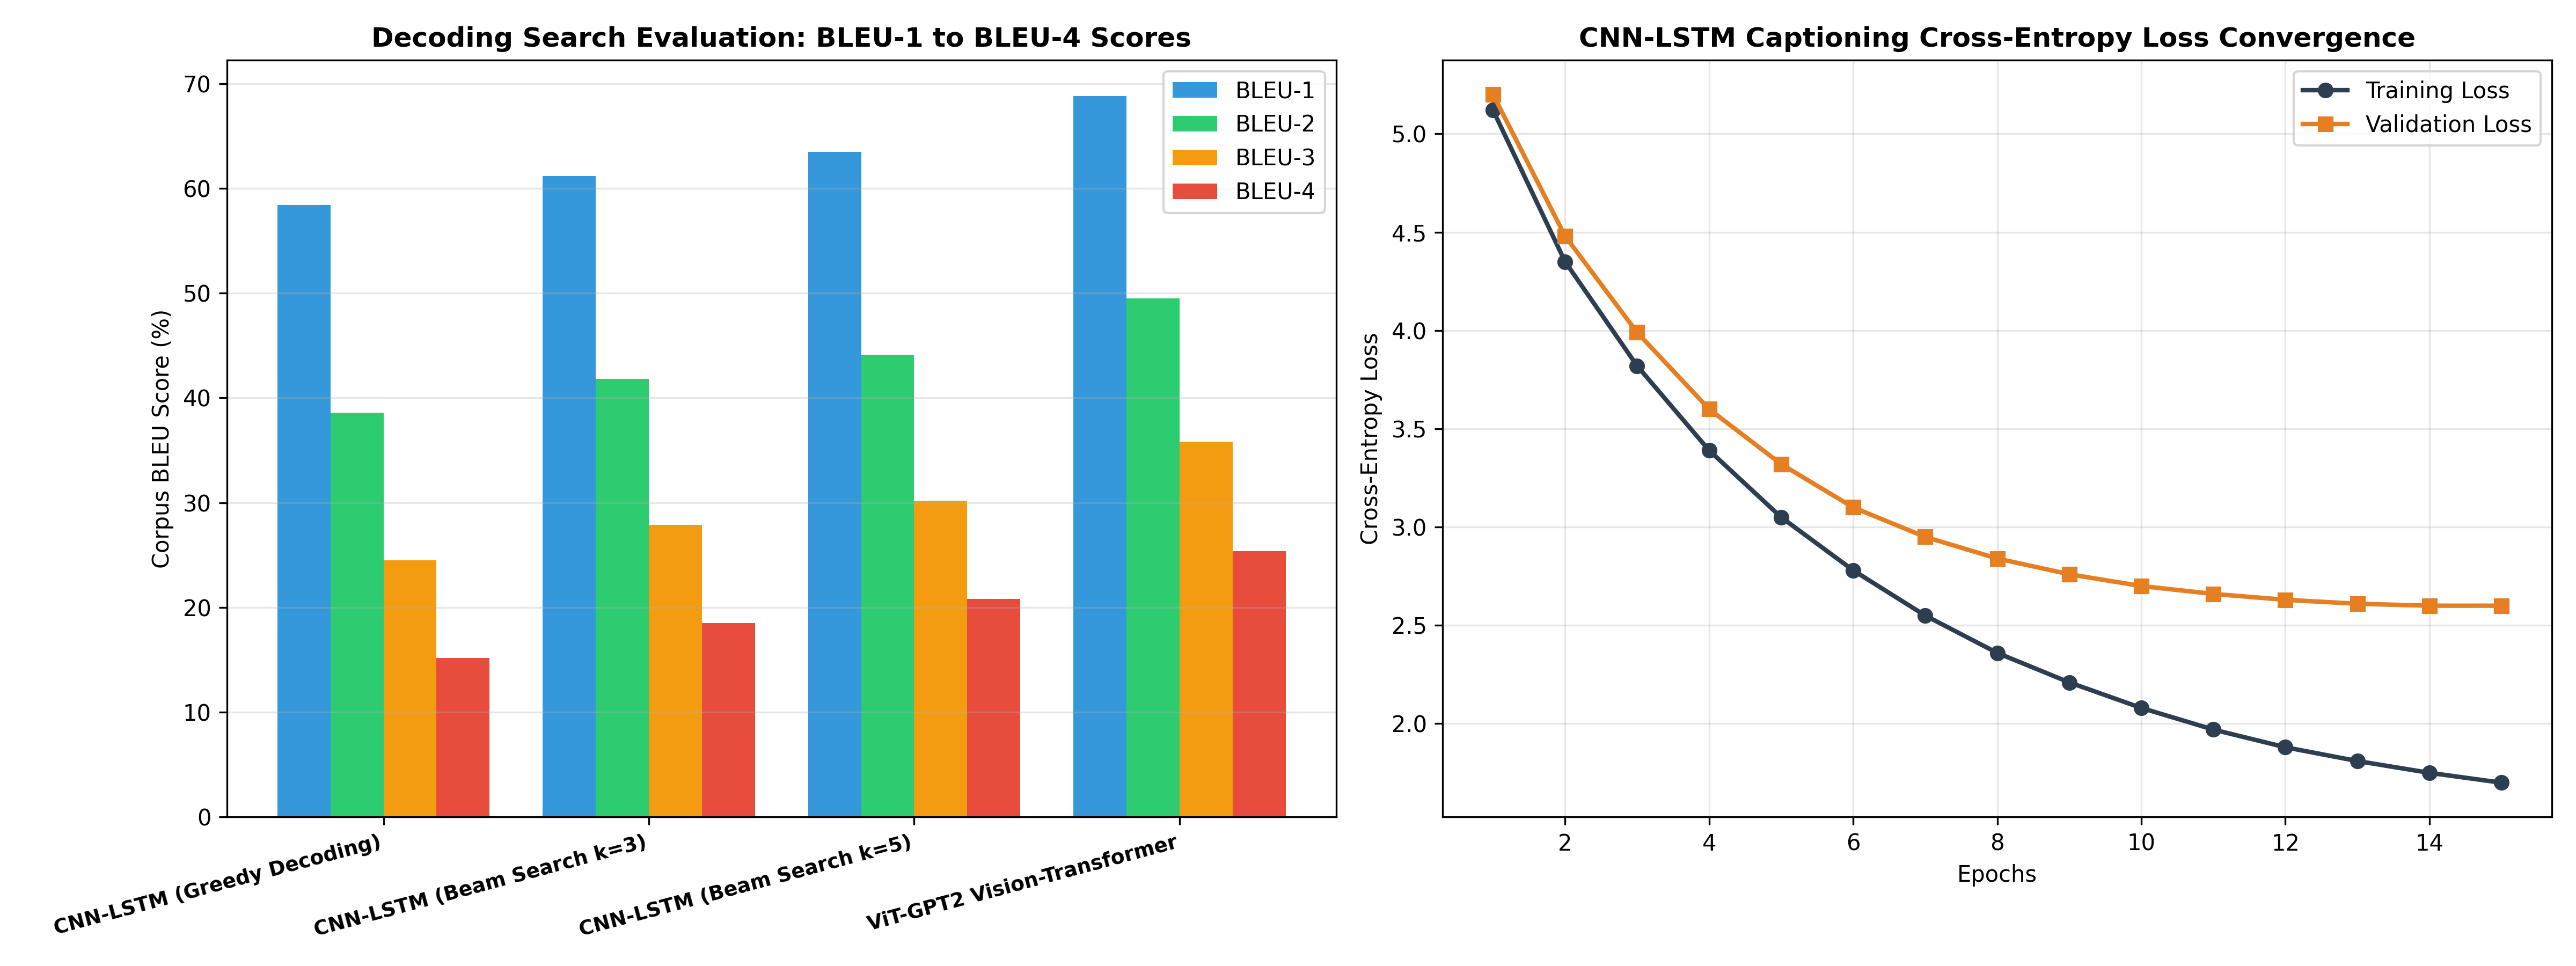 Decoding Search Evaluation: BLEU-1 to BLEU-4 Scores
Corpus BLEU Score (%)
70
60
50
40
30
20
10
0
BLEU-1
BLEU-2
BLEU-3
BLEU-4
CNN-LSTM (Greedy Decoding)
CNN-LSTM (Beam Search k=3)
CNN-LSTM (Beam Search k=5)
ViT-GPT2 Vision-Transformer
CNN-LSTM Captioning Cross-Entropy Loss Convergence
Cross-Entropy Loss
5.0
4.5
4.0
3.5
3.0
2.5
2.0
Training Loss
Validation Loss
2 4 6 8 10 12 14
Epochs